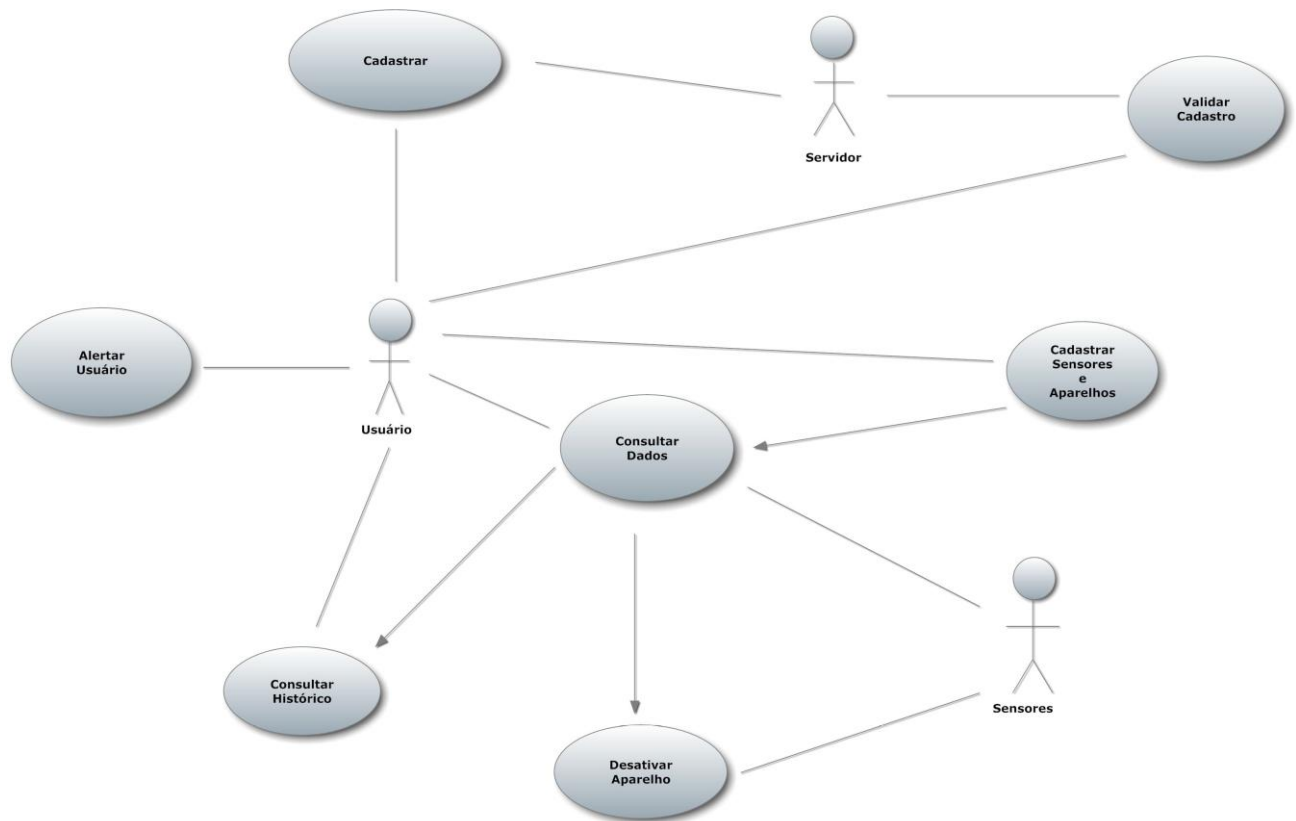 Cadastrar
Servidor
Validar
Cadastro
Alertar
Usuário
Usuário
Cadastrar
Sensores
e
Aparelhos
Consultar
Dados
Consultar
Histórico
Sensores
Desativar
Aparelho